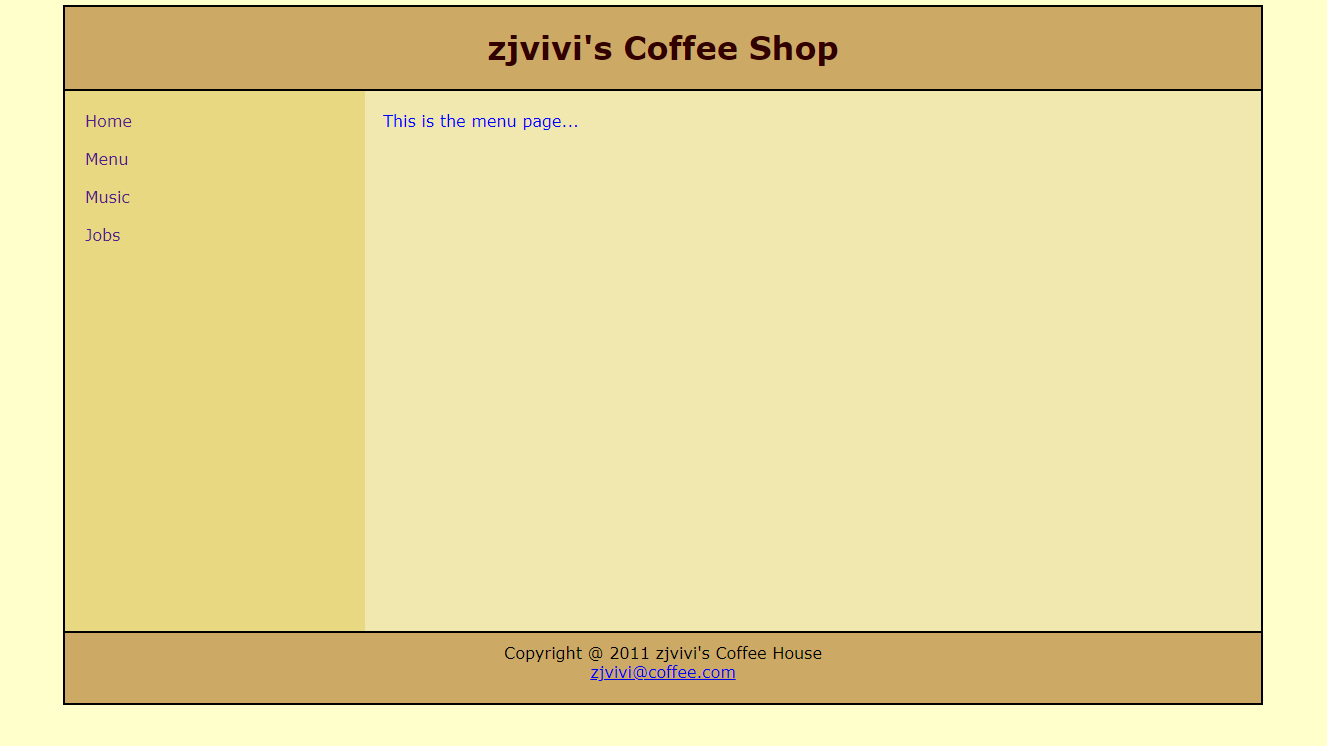 zjvivi's Coffee Shop
Home
Menu
Music
Jobs
This is the menu page...
Copyright @ 2011 zjvivi's Coffee House
zjvivi@coffee.com